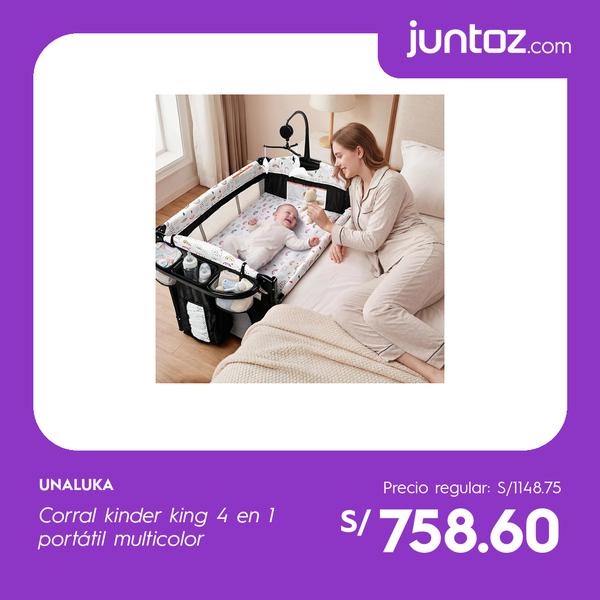 juntoz.com
UNALUKA
Corral kinder king 4 en 1
portátil multicolor
Precio regular: S/1148.75
S/ 758.60